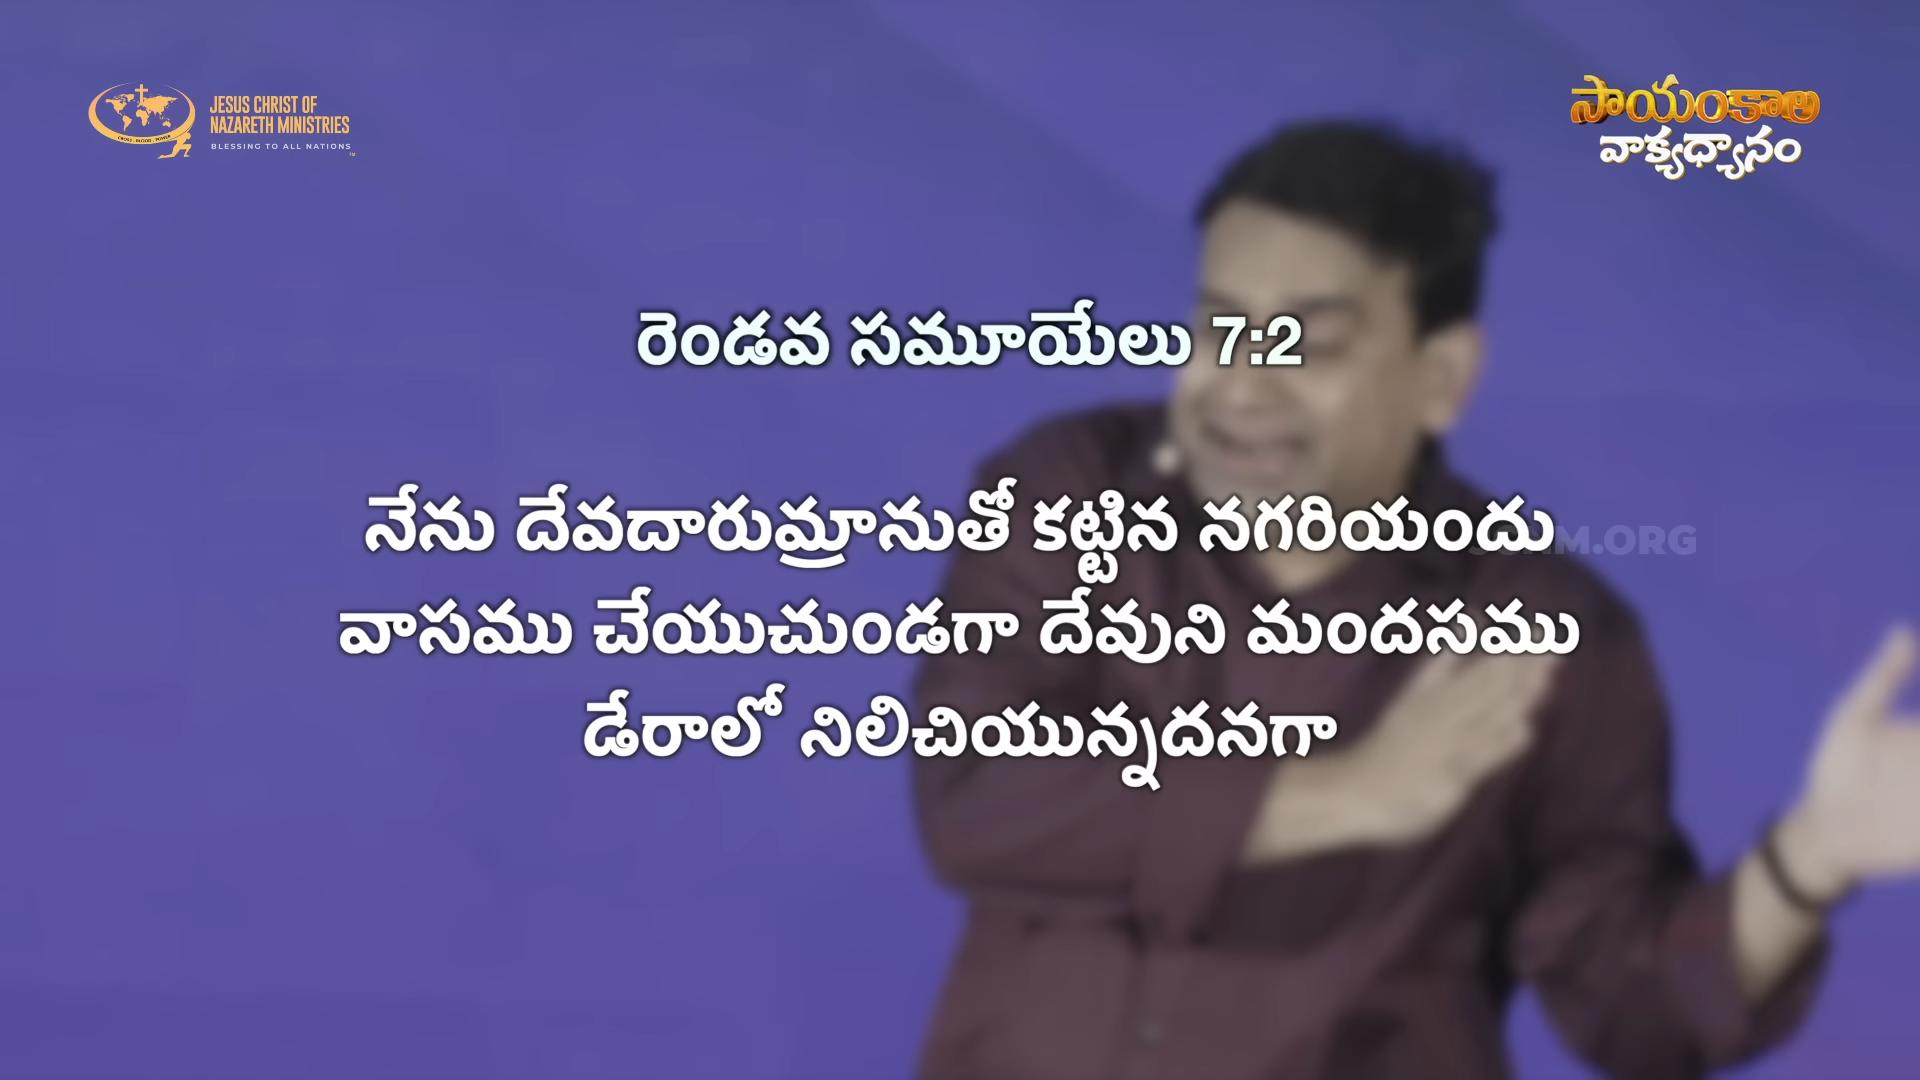 JESUS CHRIST OF
NAZARETH MINISTRIES
BLESSING TO ALL NATIONS
సాయంకాల
వాక్యధ్యానం
రెండవ సమూయేలు 7:2
నేను దేవదారుమ్రానుతో కట్టిన నగరియందు
వాసము చేయుచుండగా దేవుని మందసము
డేరాలో నిలిచియున్నదనగా